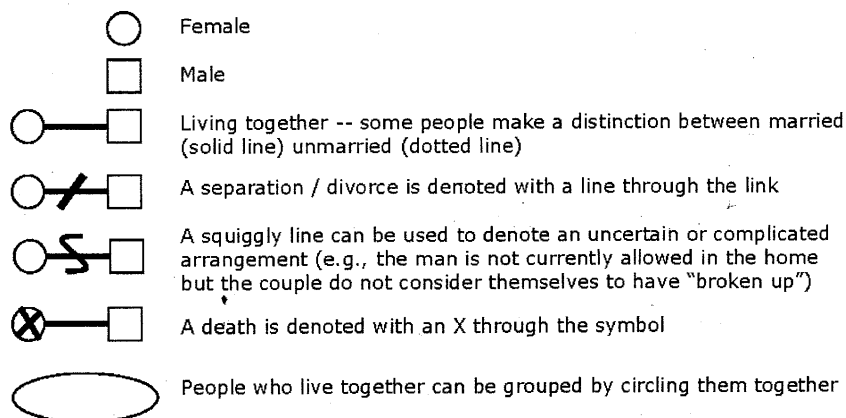 Female
Male
Living together -- some people make a distinction between married
(solid line) unmarried (dotted line)
A separation / divorce is denoted with a line through the link
A squiggly line can be used to denote an uncertain or complicated
arrangement (e.g., the man is not currently allowed in the home
but the couple do not consider themselves to have “broken up”)
A death is denoted with an X through the symbol
People who live together can be grouped by circling them together